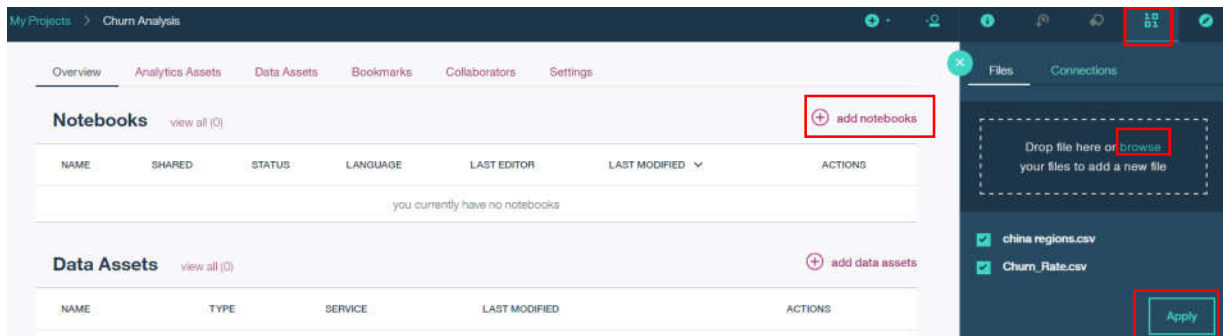 My Projects > Churn Analysis
Overview Analytics Assets Data Assets Bookmarks Collaborators Settings
Notebooks view all (0) add notebooks
NAME SHARED STATUS LANGUAGE LAST EDITOR LAST MODIFIED ACTIONS
you currently have no notebooks
Data Assets view all (0) add data assets
NAME TYPE SERVICE LAST MODIFIED ACTIONS
Files Connections
Drop file here or browse
your files to add a new file
china regions.csv
Churn_Rate.csv
Apply